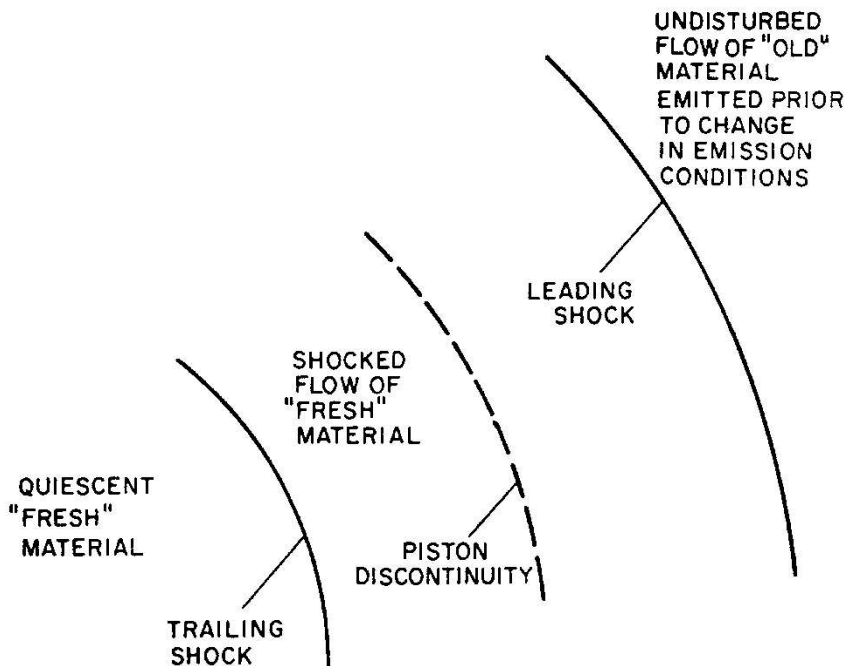 UNDISTURBED
FLOW OF "OLD"
MATERIAL
EMITTED PRIOR
TO CHANGE
IN EMISSION
CONDITIONS
LEADING
SHOCK
SHOCKED
FLOW OF
"FRESH"
MATERIAL
QUIESCENT
"FRESH"
MATERIAL
PISTON
DISCONTINUITY
TRAILING
SHOCK